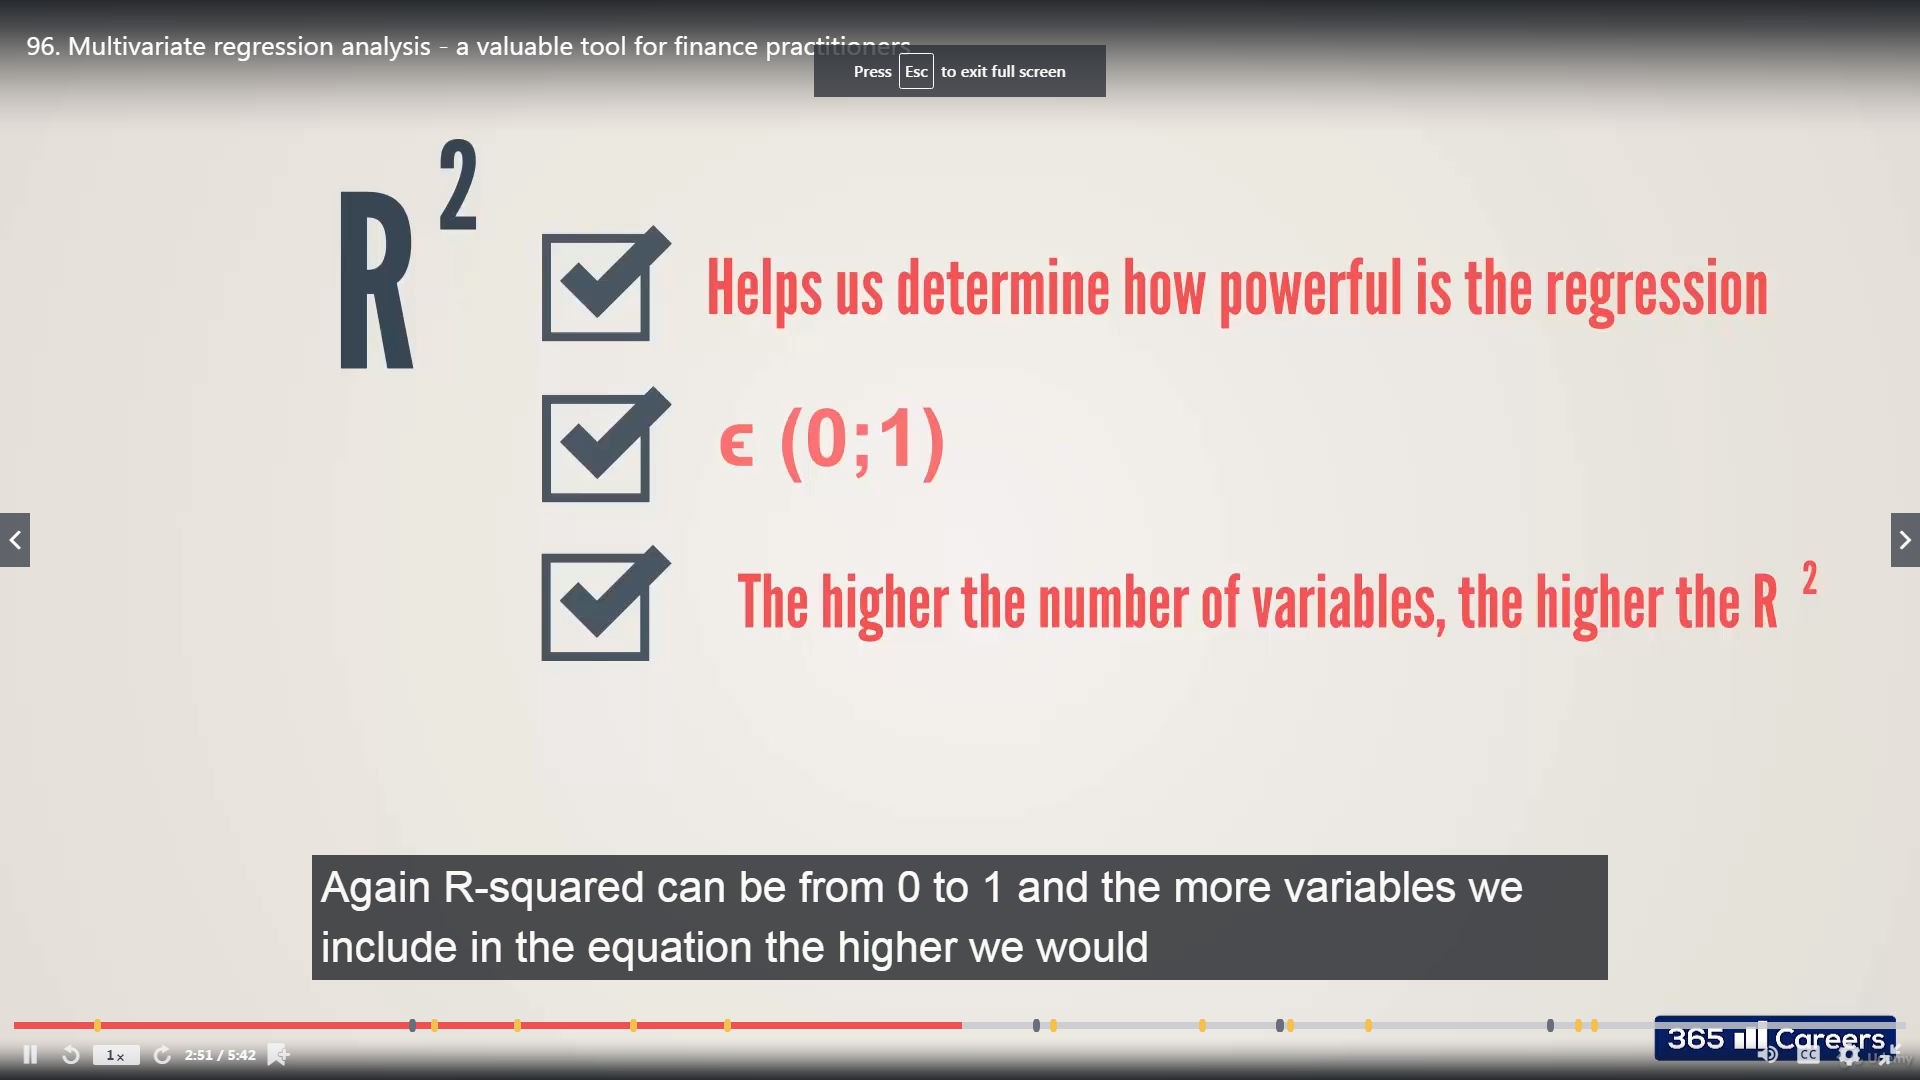 96. Multivariate regression analysis - a valuable tool for finance practitioners
Press Esc to exit full screen
R²
Helps us determine how powerful is the regression
ϵ (0;1)
The higher the number of variables, the higher the R ²
Again R-squared can be from 0 to 1 and the more variables we
include in the equation the higher we would
365 Careers
1x
2:51 / 5:42
CC
Udemy